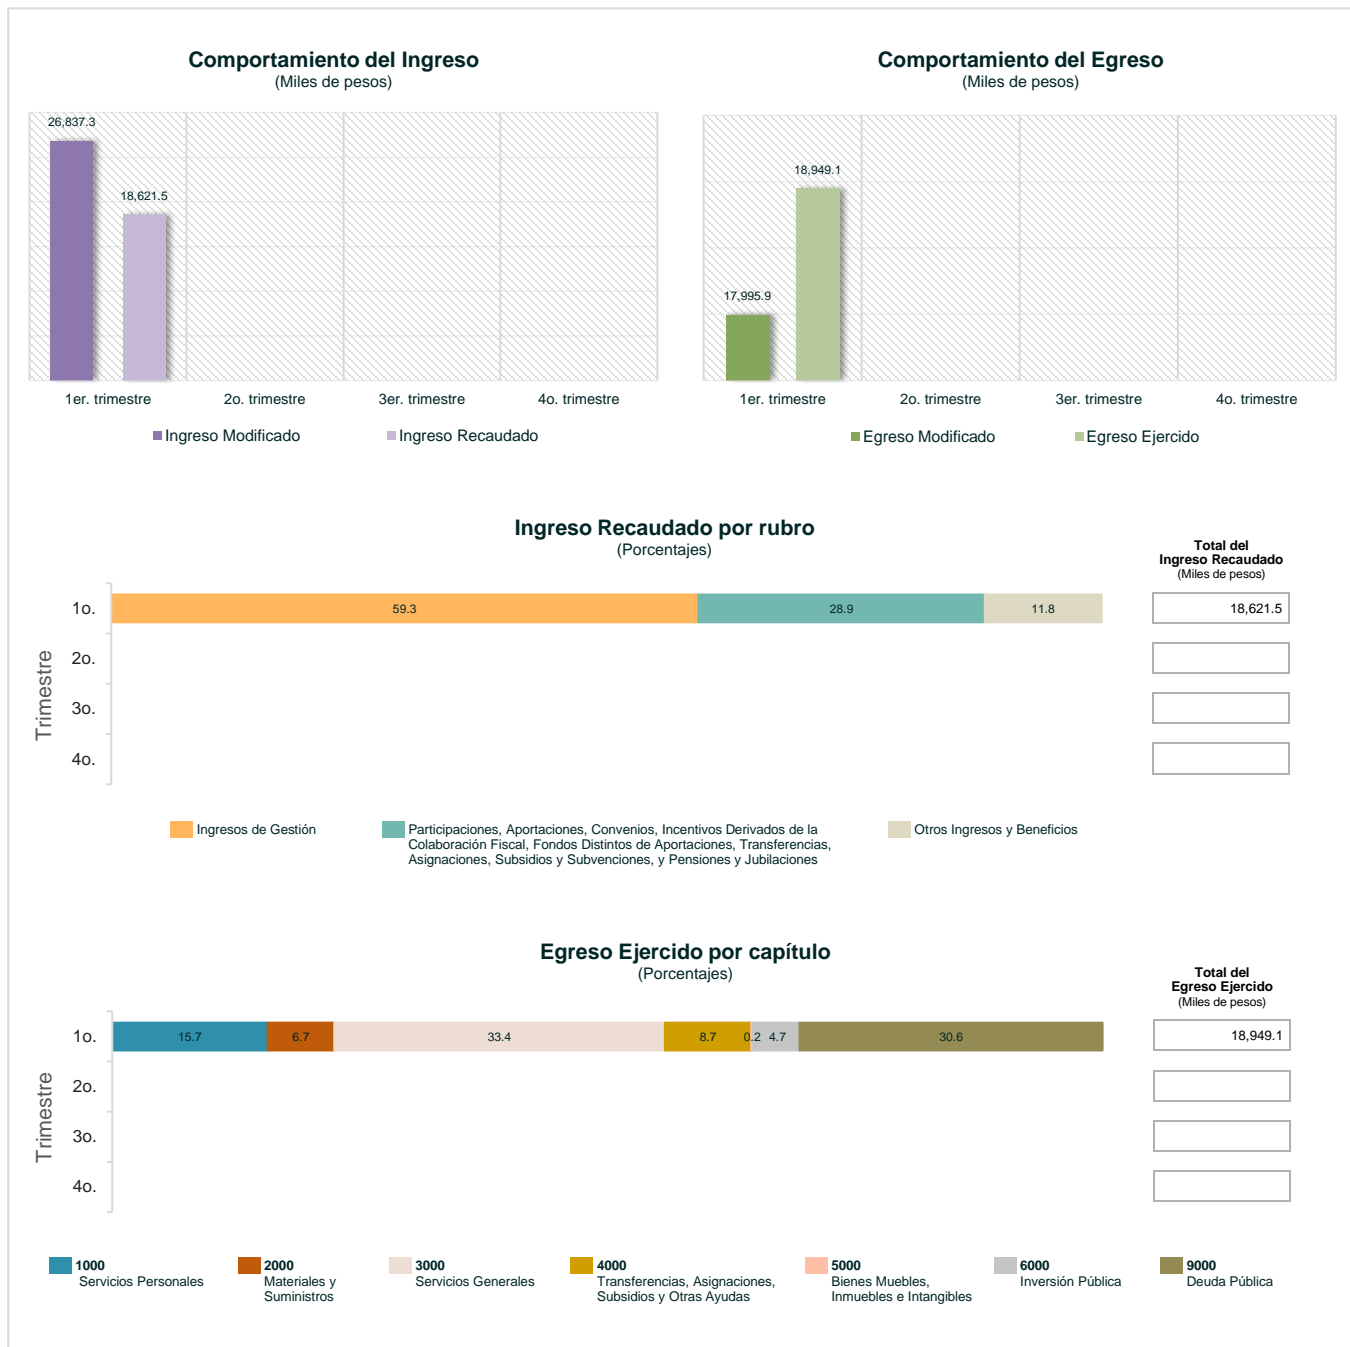 Comportamiento del Ingreso
(Miles de pesos)
26,837.3
18,621.5
1er. trimestre
2o. trimestre
3er. trimestre
4o. trimestre
Ingreso Modificado
Ingreso Recaudado
Comportamiento del Egreso
(Miles de pesos)
18,949.1
17,995.9
1er. trimestre
2o. trimestre
3er. trimestre
4o. trimestre
Egreso Modificado
Egreso Ejercido
Ingreso Recaudado por rubro
(Porcentajes)
Total del
Ingreso Recaudado
(Miles de pesos)
Trimestre
1o.
59.3
28.9
11.8
18,621.5
2o.
3o.
4o.
Ingresos de Gestión
Participaciones, Aportaciones, Convenios, Incentivos Derivados de la
Colaboración Fiscal, Fondos Distintos de Aportaciones, Transferencias,
Asignaciones, Subsidios y Subvenciones, y Pensiones y Jubilaciones
Otros Ingresos y Beneficios
Egreso Ejercido por capítulo
(Porcentajes)
Total del
Egreso Ejercido
(Miles de pesos)
Trimestre
1o.
15.7
6.7
33.4
8.7
0.2
4.7
30.6
18,949.1
2o.
3o.
4o.
1000
Servicios Personales
2000
Materiales y
Suministros
3000
Servicios Generales
4000
Transferencias, Asignaciones,
Subsidios y Otras Ayudas
5000
Bienes Muebles,
Inmuebles e Intangibles
6000
Inversión Pública
9000
Deuda Pública